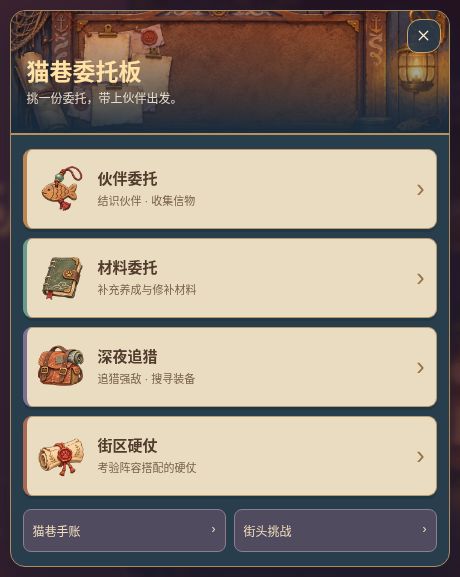 猫巷委托板
挑一份委托，带上伙伴出发。
伙伴委托
结识伙伴 · 收集信物
材料委托
补充养成与修补材料
深夜追猎
追猎强敌 · 搜寻装备
街区硬仗
考验阵容搭配的硬仗
猫巷手账
街头挑战